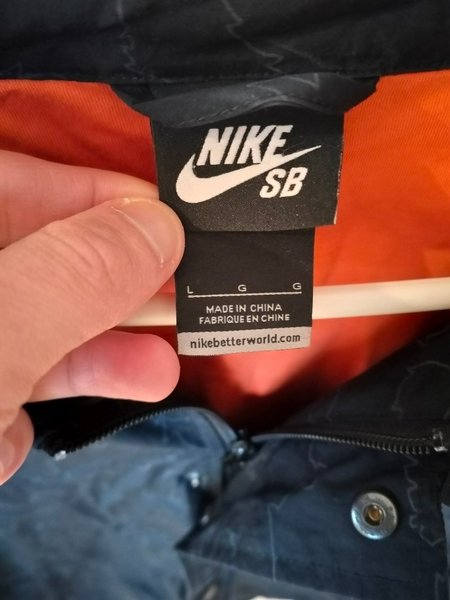 NIKE
SB
L G G
MADE IN CHINA
FABRIQUE EN CHINE
nikebetterworld.com